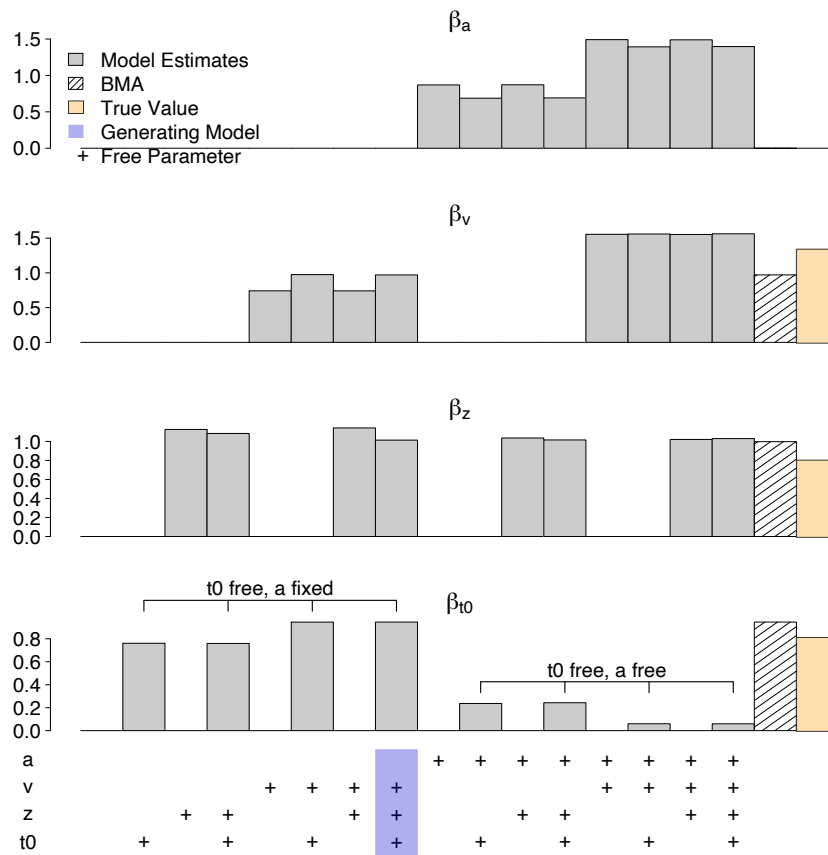 βa
1.5
1.0
0.5
0.0
Model Estimates
BMA
True Value
Generating Model
+ Free Parameter
βv
1.5
1.0
0.5
0.0
βz
1.0
0.8
0.6
0.4
0.2
0.0
t0 free, a fixed
βt0
0.8
0.6
0.4
0.2
0.0
t0 free, a free
a + + + + + + + +
v + + + + + + + +
z + + + + + + + +
t0 + + + + + + + +